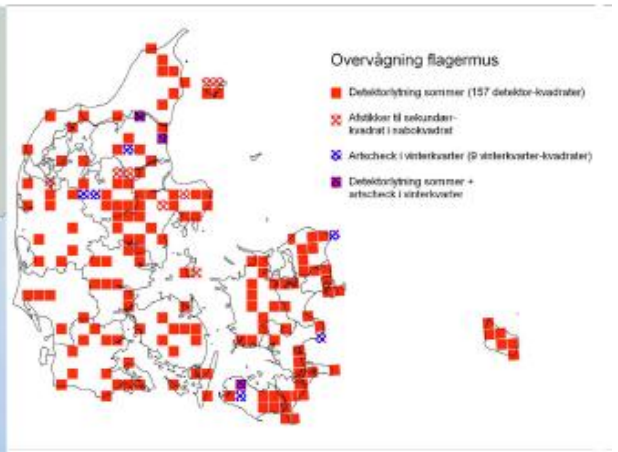 Overvågning flagermus
Detektorlytning sommer (157 detektor-kvadrater)
Afstikker til sekundær-
kvadrat i nabokvadrat
Artscheck i vinterkvarter (9 vinterkvarter-kvadrater)
Detektorlytning sommer +
artscheck i vinterkvarter